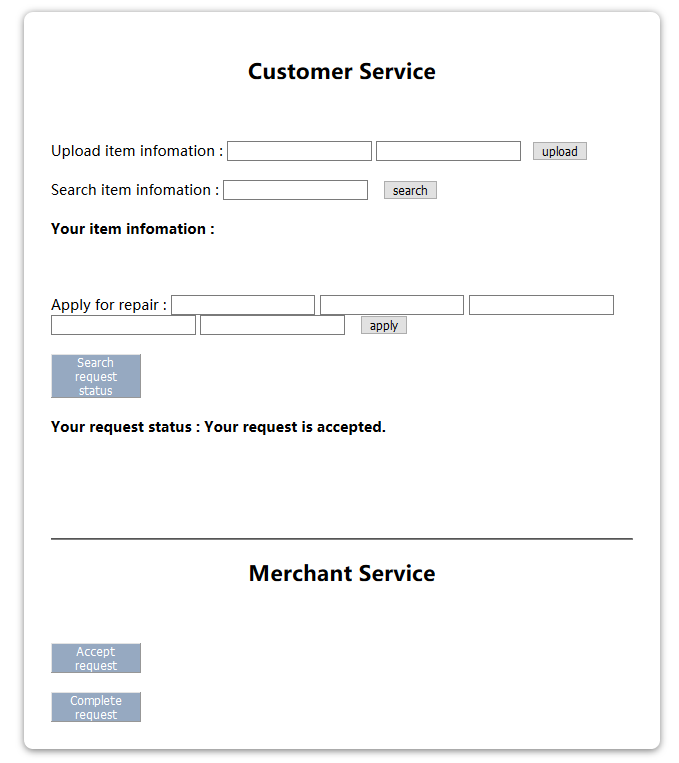 Customer Service
Upload item infomation : upload
Search item infomation : search
Your item infomation :
Apply for repair :
apply
Search
request
status
Your request status : Your request is accepted.
Merchant Service
Accept
request
Complete
request